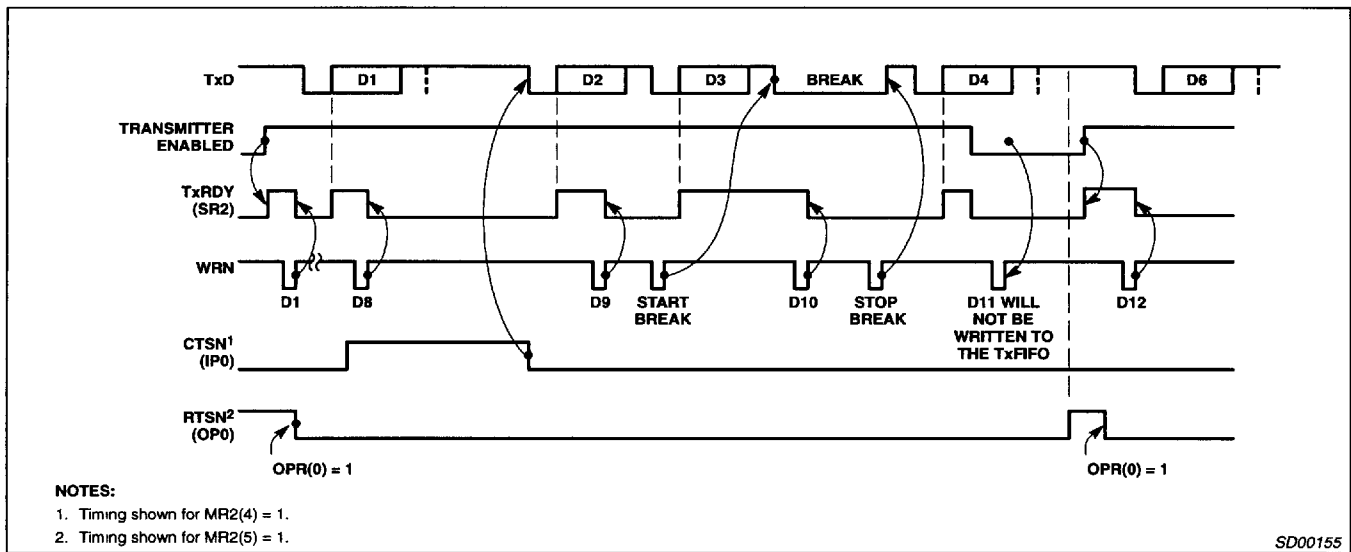 TxD
D1
D2
D3
BREAK
D4
D6
TRANSMITTER
ENABLED
TxRDY
(SR2)
WRN
D1
D8
D9
START
BREAK
D10
STOP
BREAK
D11 WILL
NOT BE
WRITTEN TO
THE TxFIFO
D12
CTSN1
(IP0)
RTSN2
(OP0)
OPR(0) = 1
OPR(0) = 1
NOTES:
1. Timing shown for MR2(4) = 1.
2. Timing shown for MR2(5) = 1.
SD00155